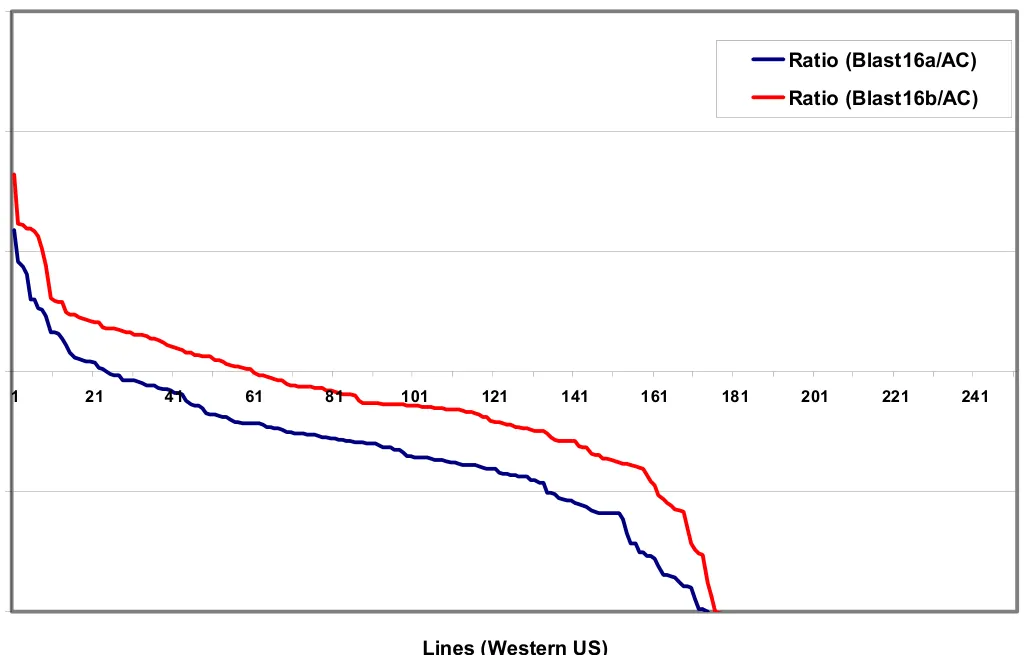 Ratio (Blast16a/AC)
Ratio (Blast16b/AC)
1 21 41 61 81 101 121 141 161 181 201 221 241
Lines (Western US)